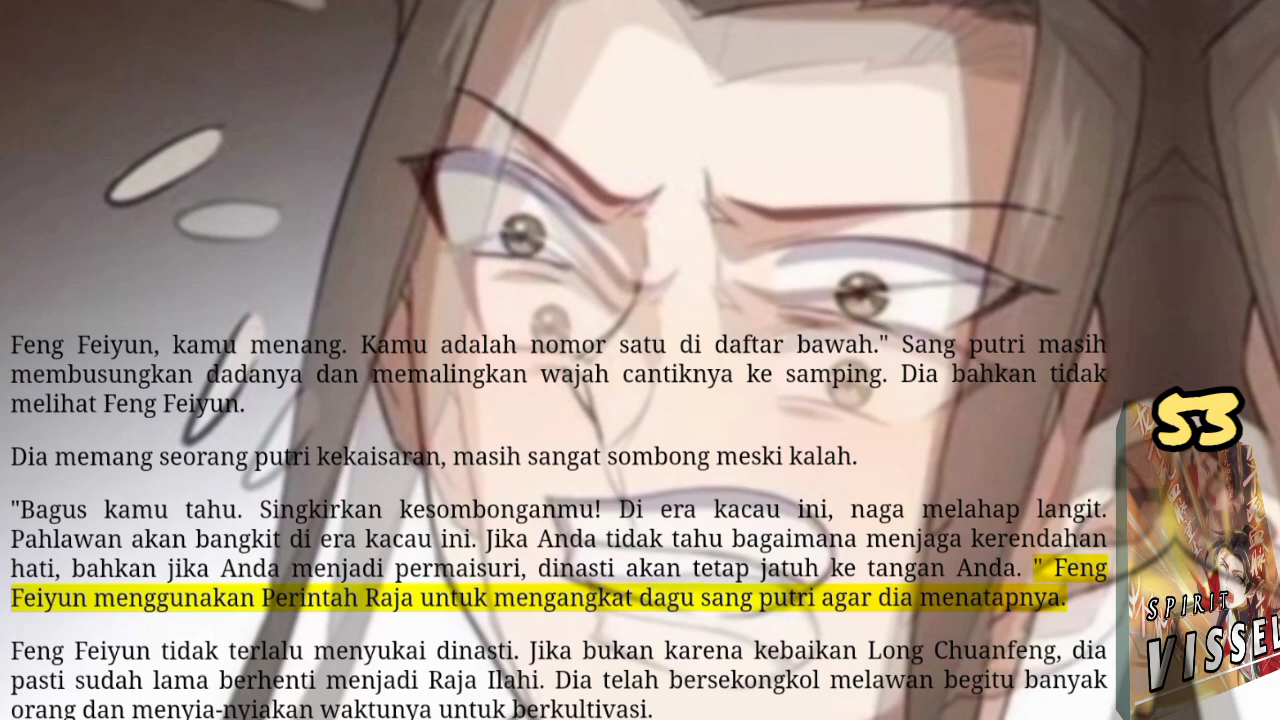 Feng Feiyun, kamu menang. Kamu adalah nomor satu di daftar bawah." Sang putri masih
membusungkan dadanya dan memalingkan wajah cantiknya ke samping. Dia bahkan tidak
melihat Feng Feiyun.
Dia memang seorang putri kekaisaran, masih sangat sombong meski kalah.
"Bagus kamu tahu. Singkirkan kesombonganmu! Di era kacau ini, naga melahap langit.
Pahlawan akan bangkit di era kacau ini. Jika Anda tidak tahu bagaimana menjaga kerendahan
hati, bahkan jika Anda menjadi permaisuri, dinasti akan tetap jatuh ke tangan Anda. " Feng
Feiyun menggunakan Perintah Raja untuk mengangkat dagu sang putri agar dia menatapnya.
Feng Feiyun tidak terlalu menyukai dinasti. Jika bukan karena kebaikan Long Chuanfeng, dia
pasti sudah lama berhenti menjadi Raja Ilahi. Dia telah bersekongkol melawan begitu banyak
orang dan menyia-nyiakan waktunya untuk berkultivasi.
53
SPIRIT
VISSEL